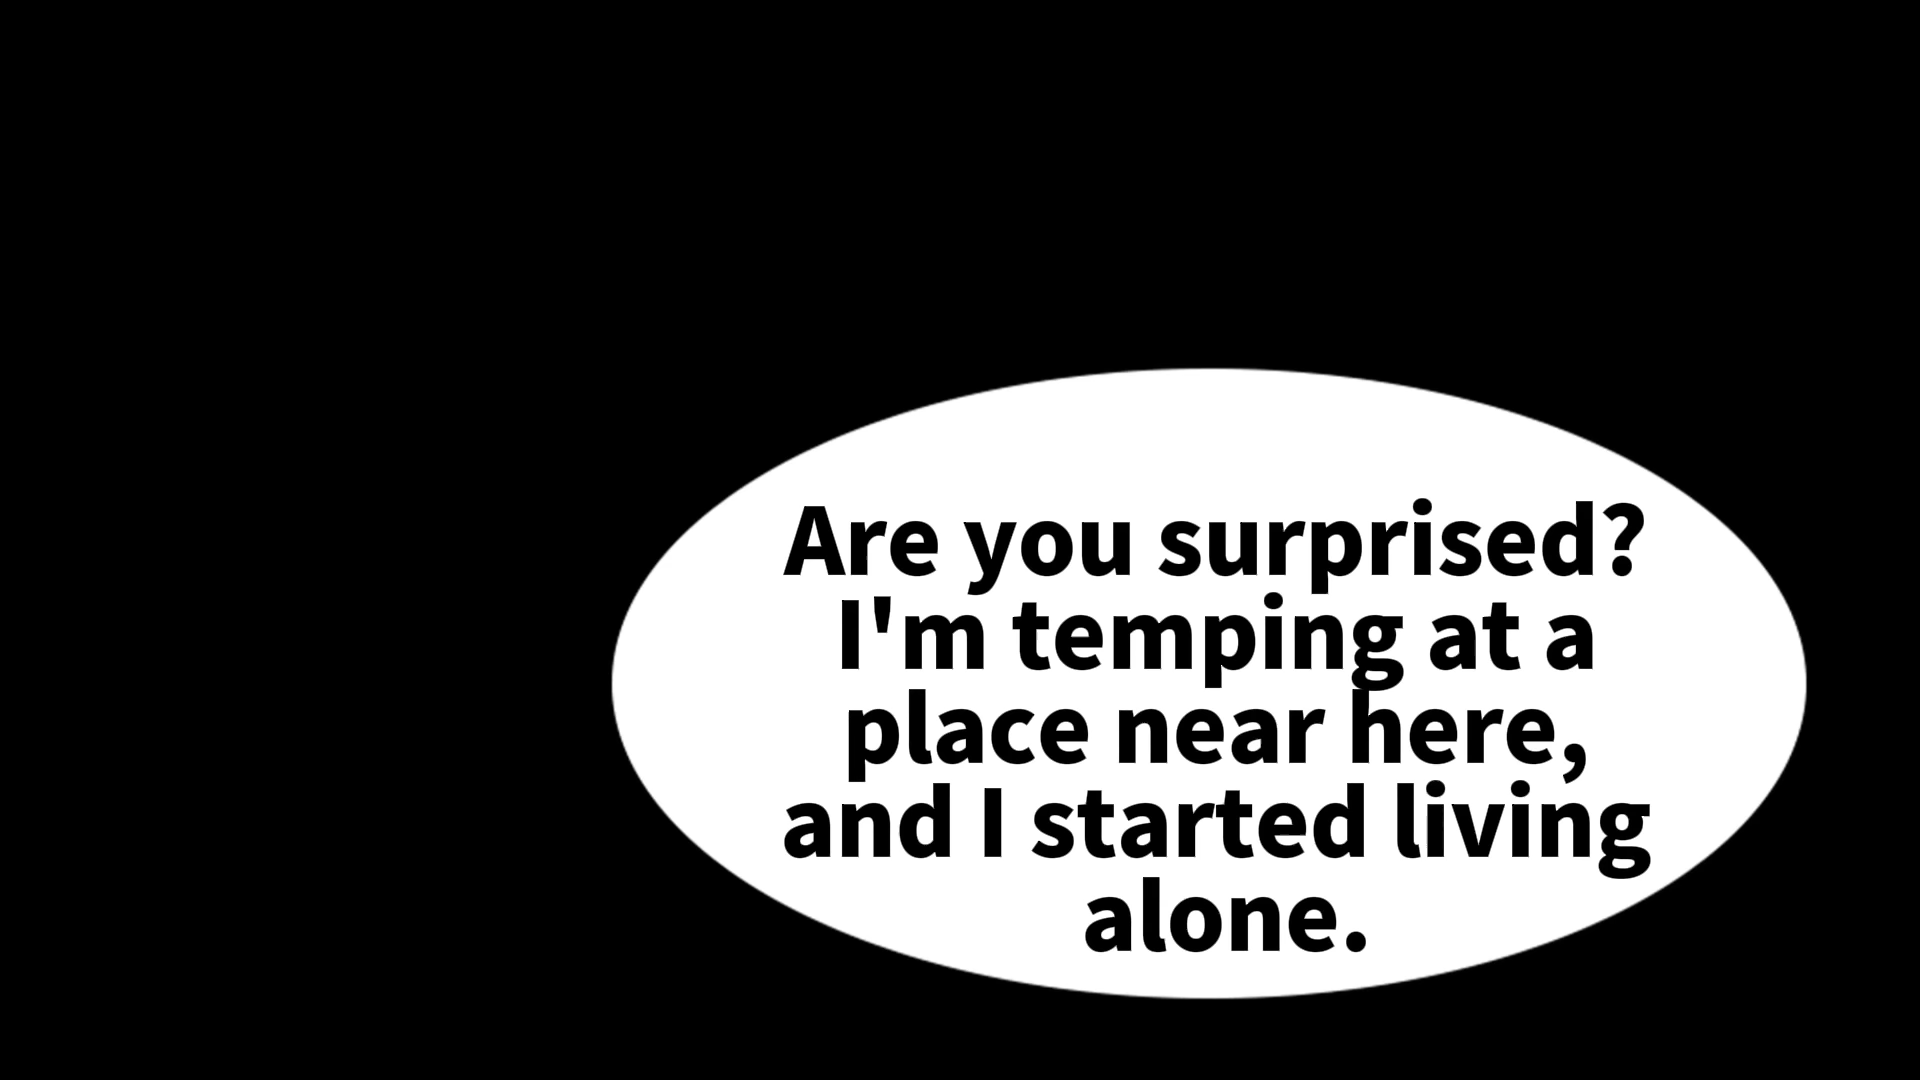 Are you surprised?
I'm temping at a
place near here,
and I started living
alone.